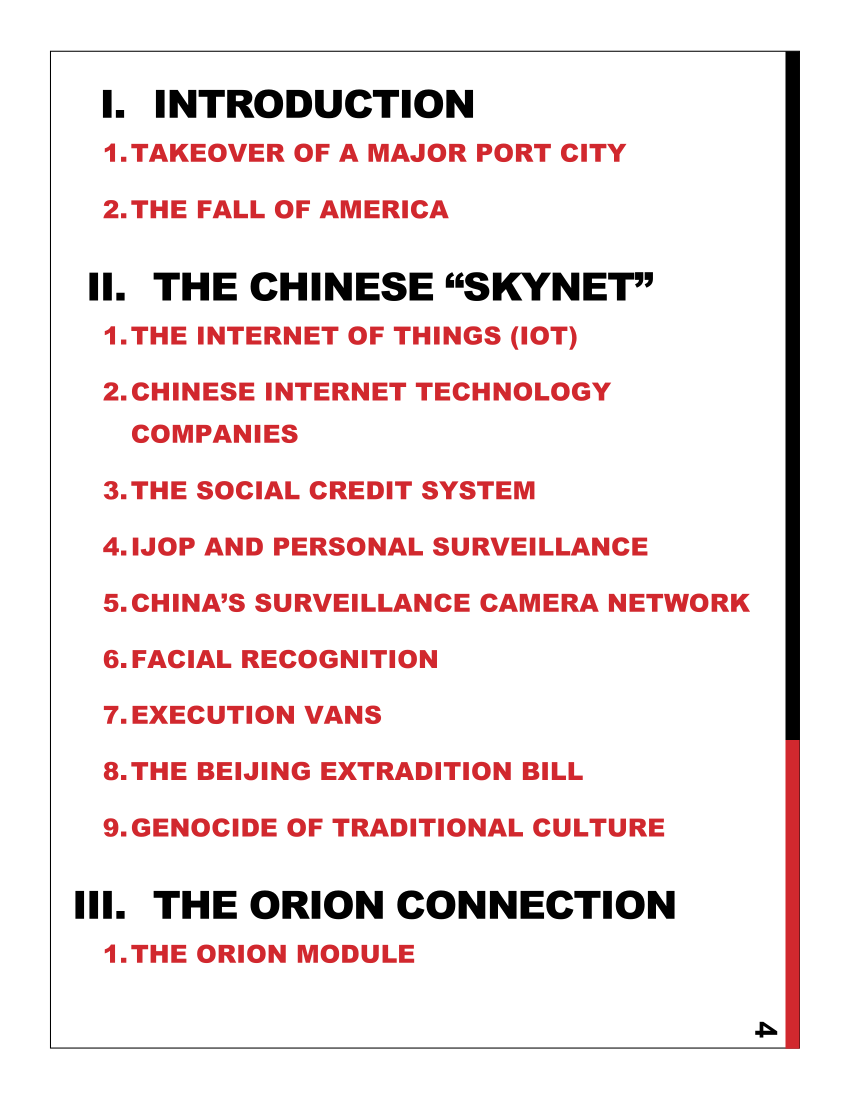 I. INTRODUCTION
1. TAKEOVER OF A MAJOR PORT CITY
2. THE FALL OF AMERICA
II. THE CHINESE “SKYNET”
1. THE INTERNET OF THINGS (IOT)
2. CHINESE INTERNET TECHNOLOGY
COMPANIES
3. THE SOCIAL CREDIT SYSTEM
4. IJOP AND PERSONAL SURVEILLANCE
5. CHINA’S SURVEILLANCE CAMERA NETWORK
6. FACIAL RECOGNITION
7. EXECUTION VANS
8. THE BEIJING EXTRADITION BILL
9. GENOCIDE OF TRADITIONAL CULTURE
III. THE ORION CONNECTION
1. THE ORION MODULE
4